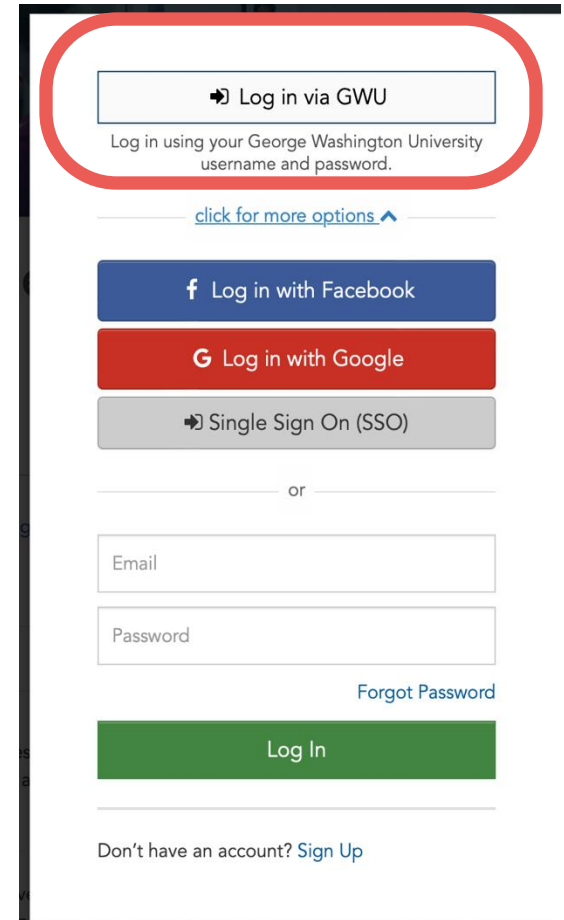 Log in via GWU
Log in using your George Washington University
username and password.
click for more options
f Log in with Facebook
G Log in with Google
Single Sign On (SSO)
or
Email
Password
Forgot Password
Log In
Don't have an account? Sign Up